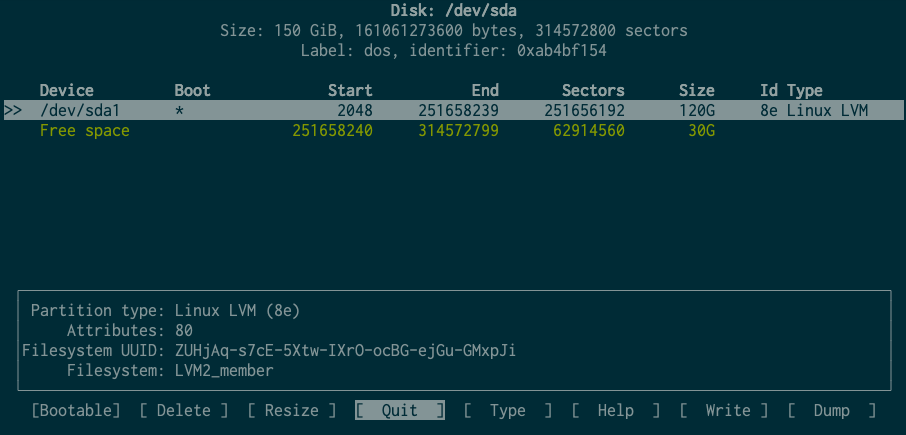 Disk: /dev/sda
Size: 150 GiB, 161061273600 bytes, 314572800 sectors
Label: dos, identifier: 0xab4bf154
Device Boot Start End Sectors Size Id Type
>> /dev/sda1 * 2048 251658239 251656192 120G 8e Linux LVM
Free space 251658240 314572799 62914560 30G
Partition type: Linux LVM (8e)
Attributes: 80
Filesystem UUID: ZUHjAq-s7cE-5Xtw-IXrO-ocBG-ejGu-GMxpJi
Filesystem: LVM2_member
[Bootable] [ Delete ] [ Resize ] [ Quit ] [ Type ] [ Help ] [ Write ] [ Dump ]